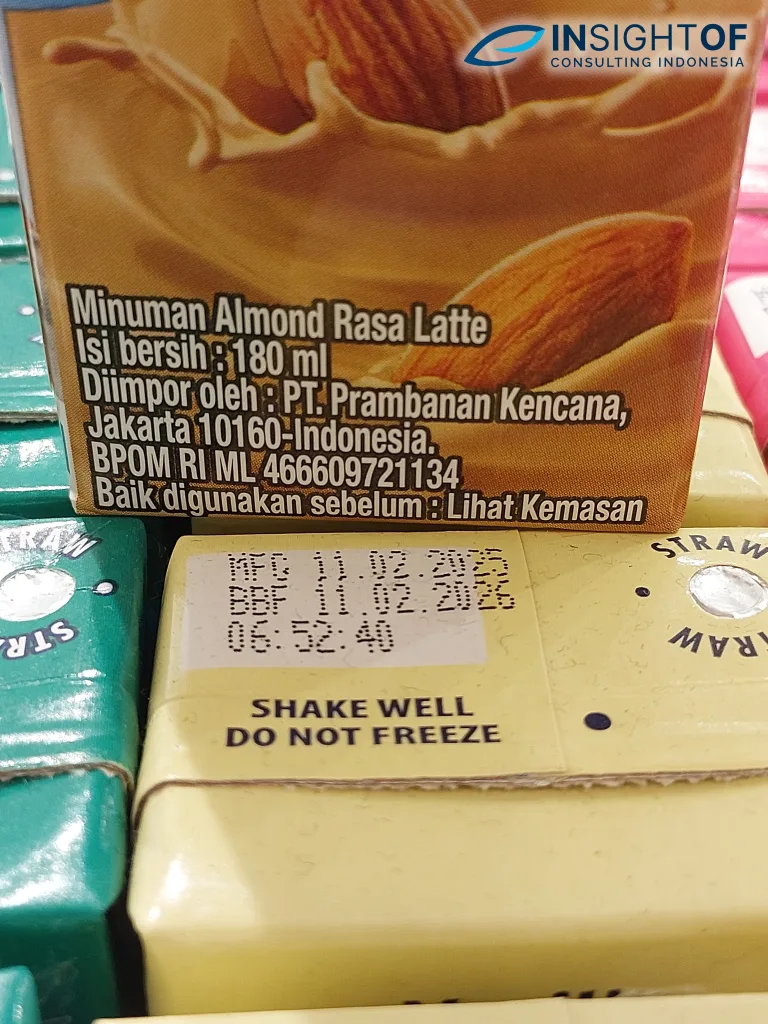 INSIGHTOF
CONSULTING INDONESIA
Minuman Almond Rasa Latte
Isi bersih : 180 ml
Diimpor oleh : PT. Prambanan Kencana,
Jakarta 10160-Indonesia.
BPOM RI ML 466609721134
Baik digunakan sebelum : Lihat Kemasan
STRAW
STRAW
MFG 11.02.2025
BBF 11.02.2026
06:52:40
SHAKE WELL
DO NOT FREEZE
STRAW
STRAW